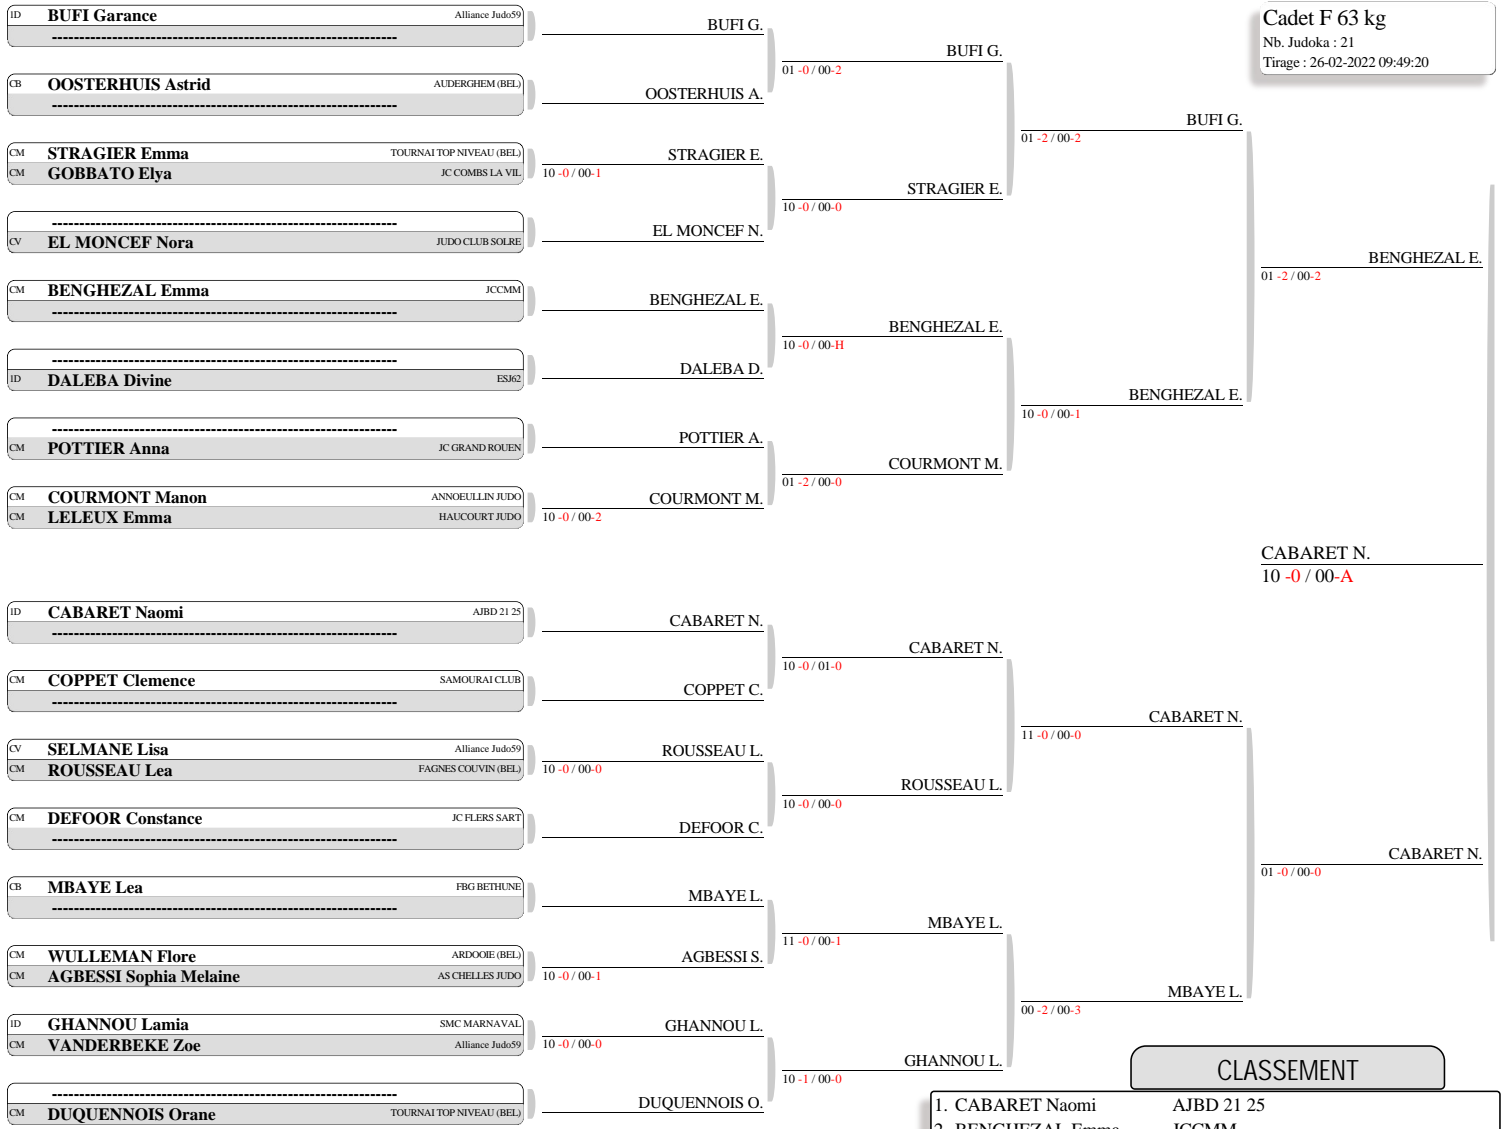 Cadet F 63 kg
Nb. Judoka : 21
Tirage : 26-02-2022 09:49:20
1D BUFI Garance Alliance Judo59
----------------------------------------------------------------
CB OOSTERHUIS Astrid AUDERGHEM (BEL)
----------------------------------------------------------------
CM STRAGIER Emma TOURNAI TOP NIVEAU (BEL)
CM GOBBATO Elya JC COMBS LA VIL
----------------------------------------------------------------
CV EL MONCEF Nora JUDO CLUB SOLRE
CM BENGHEZAL Emma JCCMM
----------------------------------------------------------------
----------------------------------------------------------------
1D DALEBA Divine ESJ62
----------------------------------------------------------------
CM POTTIER Anna JC GRAND ROUEN
CM COURMONT Manon ANNOEULLIN JUDO
CM LELEUX Emma HAUCOURT JUDO
1D CABARET Naomi AJBD 21 25
----------------------------------------------------------------
CM COPPET Clemence SAMOURAI CLUB
----------------------------------------------------------------
CV SELMANE Lisa Alliance Judo59
CM ROUSSEAU Lea FAGNES COUVIN (BEL)
CM DEFOOR Constance JC FLERS SART
----------------------------------------------------------------
CB MBAYE Lea FBG BETHUNE
----------------------------------------------------------------
CM WULLEMAN Flore ARDOOIE (BEL)
CM AGBESSI Sophia Melaine AS CHELLES JUDO
1D GHANNOU Lamia SMC MARNAVAL
CM VANDERBEKE Zoe Alliance Judo59
----------------------------------------------------------------
CM DUQUENNOIS Orane TOURNAI TOP NIVEAU (BEL)
BUFI G.
OOSTERHUIS A.
STRAGIER E.
10 -0 / 00-1
EL MONCEF N.
BENGHEZAL E.
DALEBA D.
POTTIER A.
COURMONT M.
10 -0 / 00-2
CABARET N.
COPPET C.
ROUSSEAU L.
10 -0 / 00-0
DEFOOR C.
MBAYE L.
AGBESSI S.
10 -0 / 00-1
GHANNOU L.
10 -0 / 00-0
DUQUENNOIS O.
BUFI G.
01 -0 / 00-2
STRAGIER E.
10 -0 / 00-0
BENGHEZAL E.
10 -0 / 00-H
COURMONT M.
01 -2 / 00-0
CABARET N.
10 -0 / 01-0
ROUSSEAU L.
10 -0 / 00-0
MBAYE L.
11 -0 / 00-1
GHANNOU L.
10 -1 / 00-0
BUFI G.
01 -2 / 00-2
BENGHEZAL E.
10 -0 / 00-1
CABARET N.
11 -0 / 00-0
MBAYE L.
00 -2 / 00-3
BENGHEZAL E.
01 -2 / 00-2
CABARET N.
10 -0 / 00-A
CABARET N.
01 -0 / 00-0
CLASSEMENT
1. CABARET Naomi AJBD 21 25
2. BENGHEZAL Emma JCCMM